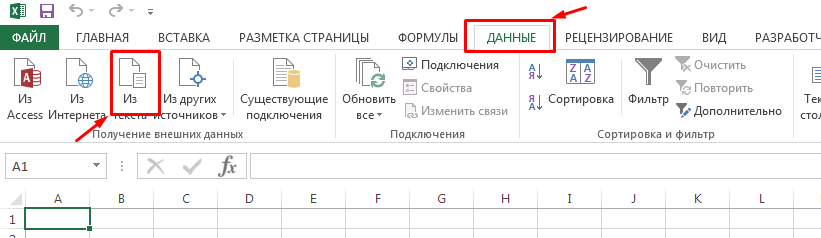 ФАЙЛ ГЛАВНАЯ ВСТАВКА РАЗМЕТКА СТРАНИЦЫ ФОРМУЛЫ ДАННЫЕ РЕЦЕНЗИРОВАНИЕ ВИД РАЗРАБОТЧ
Из Access
Из Интернета
Из текста
Из других источников
Существующие подключения
Обновить все
Подключения
Свойства
Изменить связи
Сортировка
Фильтр
Очистить
Повторить
Дополнительно
Тек
стол
Получение внешних данных Подключения Сортировка и фильтр
A1 fx
A B C D E F G H I J K L
1
2